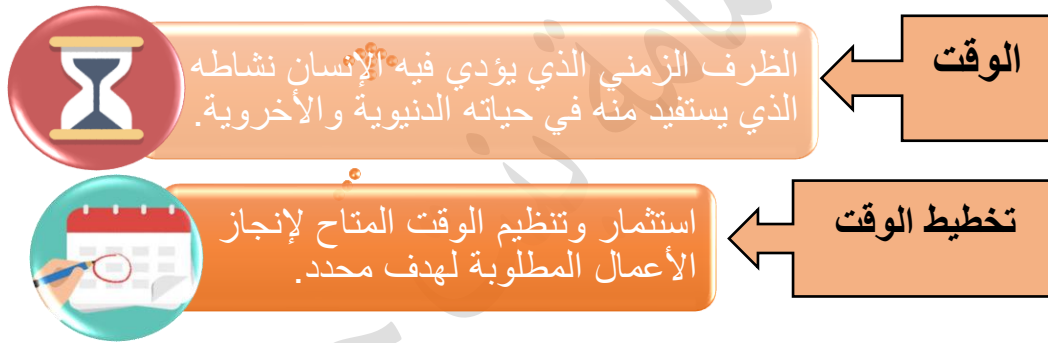 الوقت
الظرف الزمني الذي يؤدي فيه الإنسان نشاطه
الذي يستفيد منه في حياته الدنيوية والأخروية.
تخطيط الوقت
استثمار وتنظيم الوقت المتاح لإنجاز
الأعمال المطلوبة لهدف محدد.